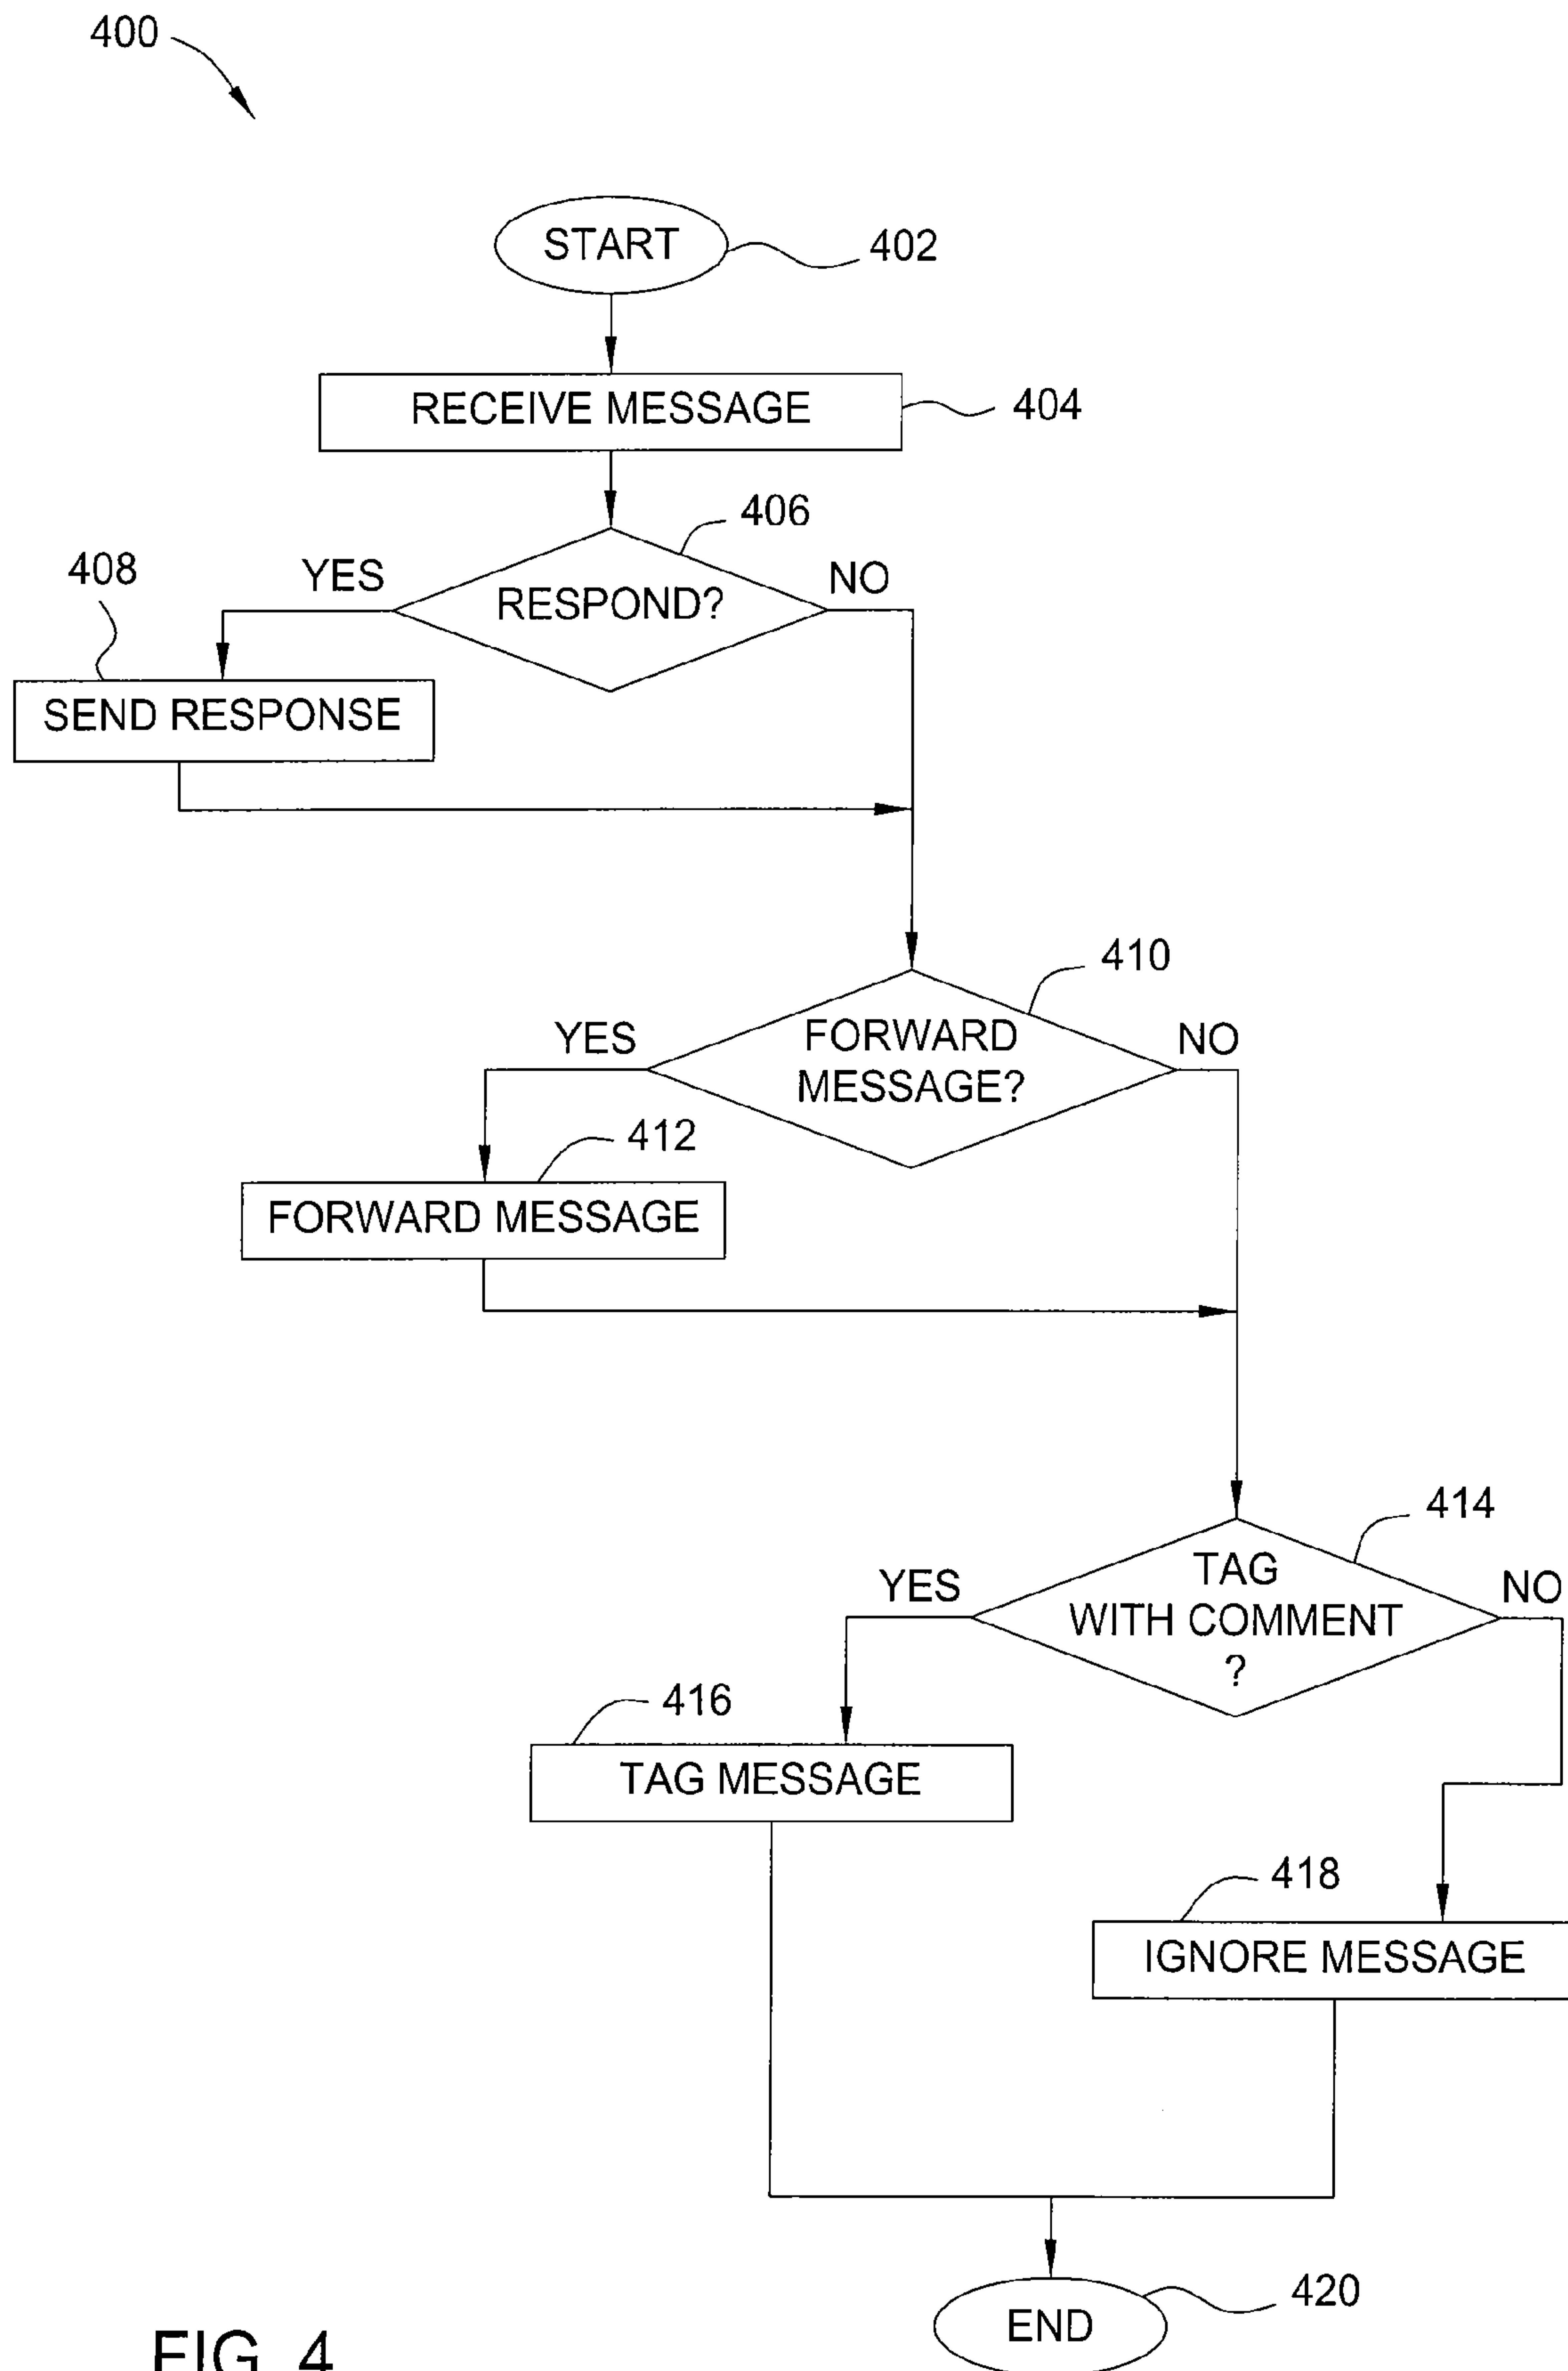 400
START
402
RECEIVE MESSAGE
404
406
408
YES
NO
RESPOND?
SEND RESPONSE
410
YES
FORWARD
MESSAGE?
NO
412
FORWARD MESSAGE
414
YES
TAG
WITH COMMENT
?
NO
416
TAG MESSAGE
418
IGNORE MESSAGE
420
END
FIG. 4